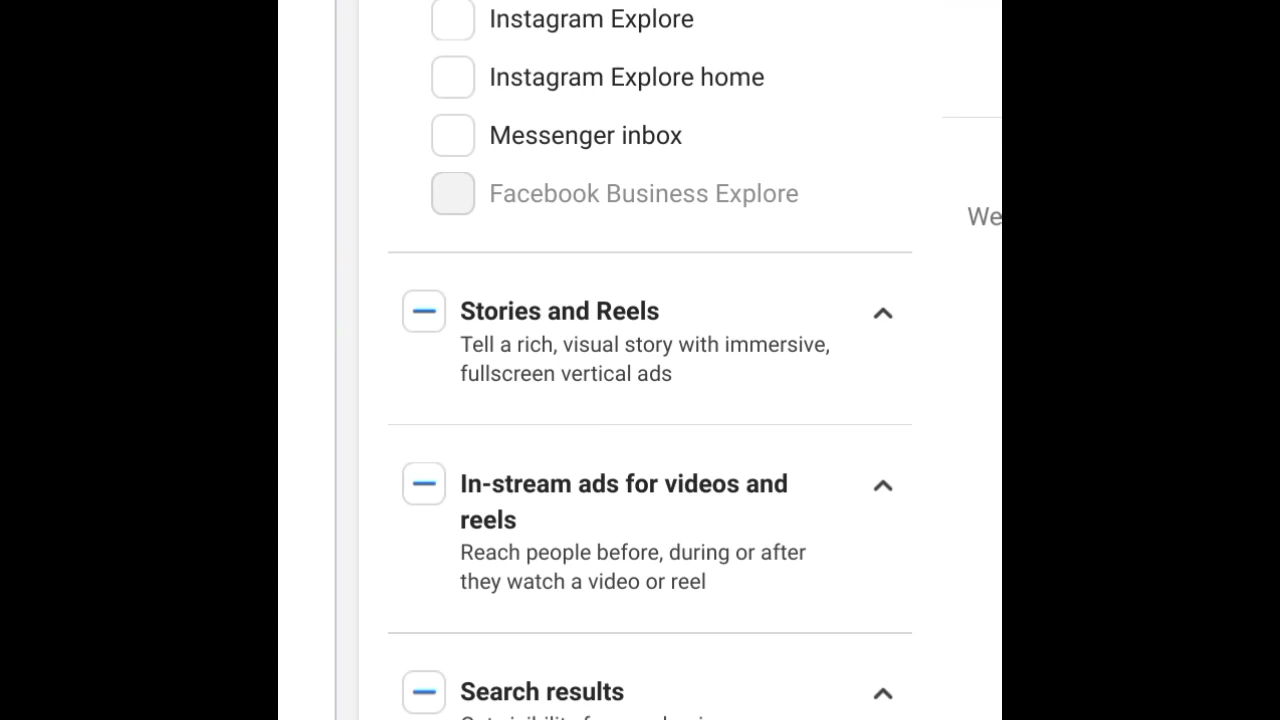 Instagram Explore
Instagram Explore home
Messenger inbox
Facebook Business Explore
We
Stories and Reels
Tell a rich, visual story with immersive,
fullscreen vertical ads
In-stream ads for videos and
reels
Reach people before, during or after
they watch a video or reel
Search results